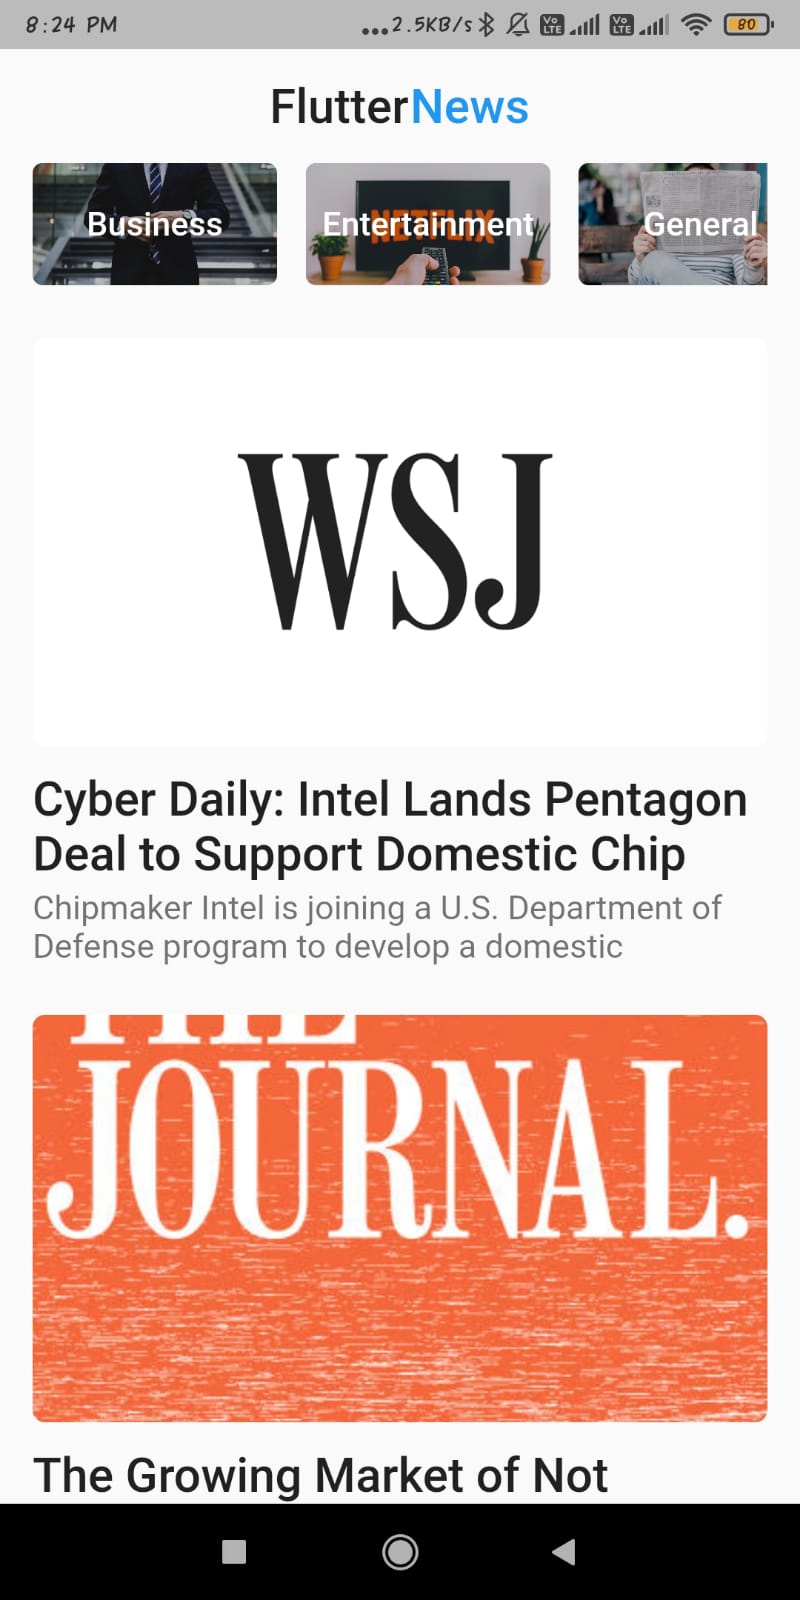 8:24 PM
...2.5KB/s
Vo LTE
Vo LTE
80
FlutterNews
Business
Entertainment
NETFLIX
General
WSJ
Cyber Daily: Intel Lands Pentagon
Deal to Support Domestic Chip
Chipmaker Intel is joining a U.S. Department of
Defense program to develop a domestic
THE
JOURNAL.
The Growing Market of Not